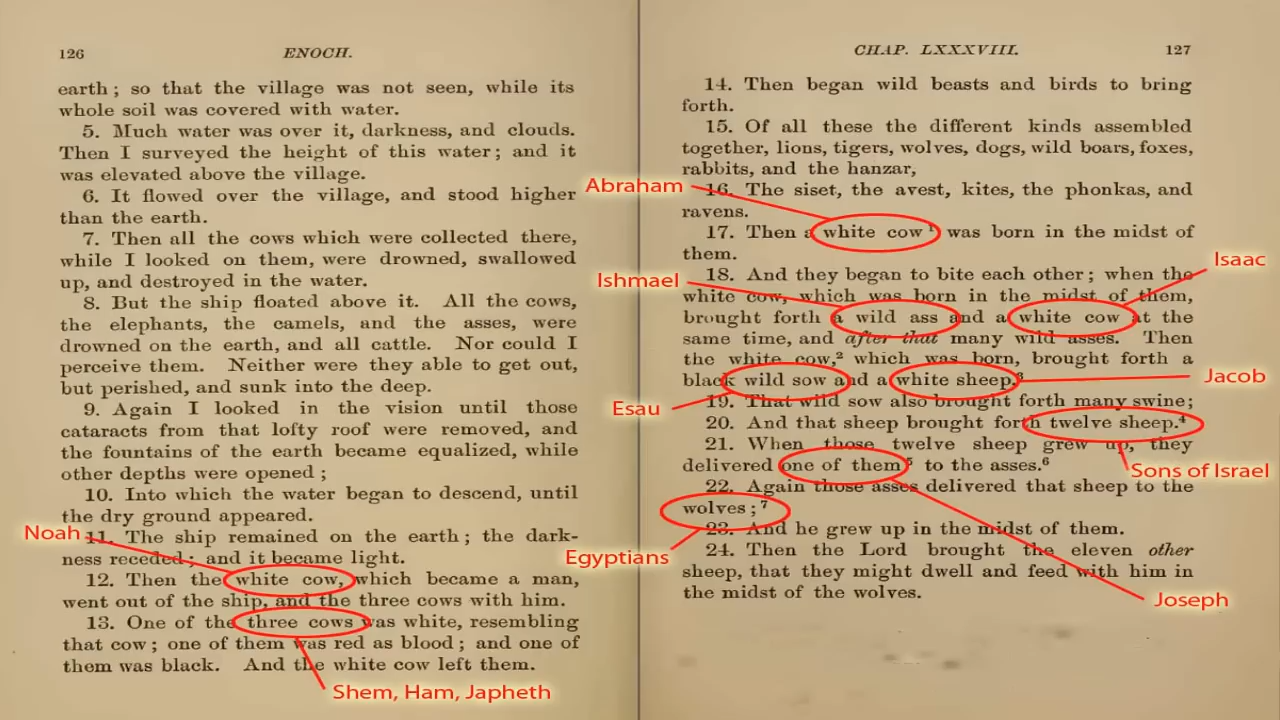 126 ENOCH.
earth; so that the village was not seen, while its
whole soil was covered with water.
5. Much water was over it, darkness, and clouds.
Then I surveyed the height of this water; and it
was elevated above the village.
6. It flowed over the village, and stood higher
than the earth.
7. Then all the cows which were collected there,
while I looked on them, were drowned, swallowed
up, and destroyed in the water.
8. But the ship floated above it. All the cows,
the elephants, the camels, and the asses, were
drowned on the earth, and all cattle. Nor could I
perceive them. Neither were they able to get out,
but perished, and sunk into the deep.
9. Again I looked in the vision until those
cataracts from that lofty roof were removed, and
the fountains of the earth became equalized, while
other depths were opened;
10. Into which the water began to descend, until
the dry ground appeared.
Noah
11. The ship remained on the earth; the dark-
ness receded; and it became light.
12. Then the white cow, which became a man,
went out of the ship, and the three cows with him.
13. One of the three cows was white, resembling
that cow; one of them was red as blood; and one of
them was black. And the white cow left them.
Shem, Ham, Japheth
CHAP. LXXXVIII. 127
14. Then began wild beasts and birds to bring
forth.
15. Of all these the different kinds assembled
together, lions, tigers, wolves, dogs, wild boars, foxes,
rabbits, and the hanzar,
Abraham
16. The siset, the avest, kites, the phonkas, and
ravens.
17. Then a white cow¹ was born in the midst of
them.
Isaac
18. And they began to bite each other; when the
Ishmael
white cow, which was born in the midst of them,
brought forth a wild ass and a white cow at the
same time, and after that many wild asses. Then
the white cow,² which was born, brought forth a
black wild sow and a white sheep.³
Jacob
Esau
19. That wild sow also brought forth many swine;
20. And that sheep brought forth twelve sheep.⁴
21. When those twelve sheep grew up, they
delivered one of them⁵ to the asses.⁶
Sons of Israel
22. Again those asses delivered that sheep to the
wolves;⁷
23. And he grew up in the midst of them.
Egyptians
24. Then the Lord brought the eleven other
sheep, that they might dwell and feed with him in
the midst of the wolves.
Joseph